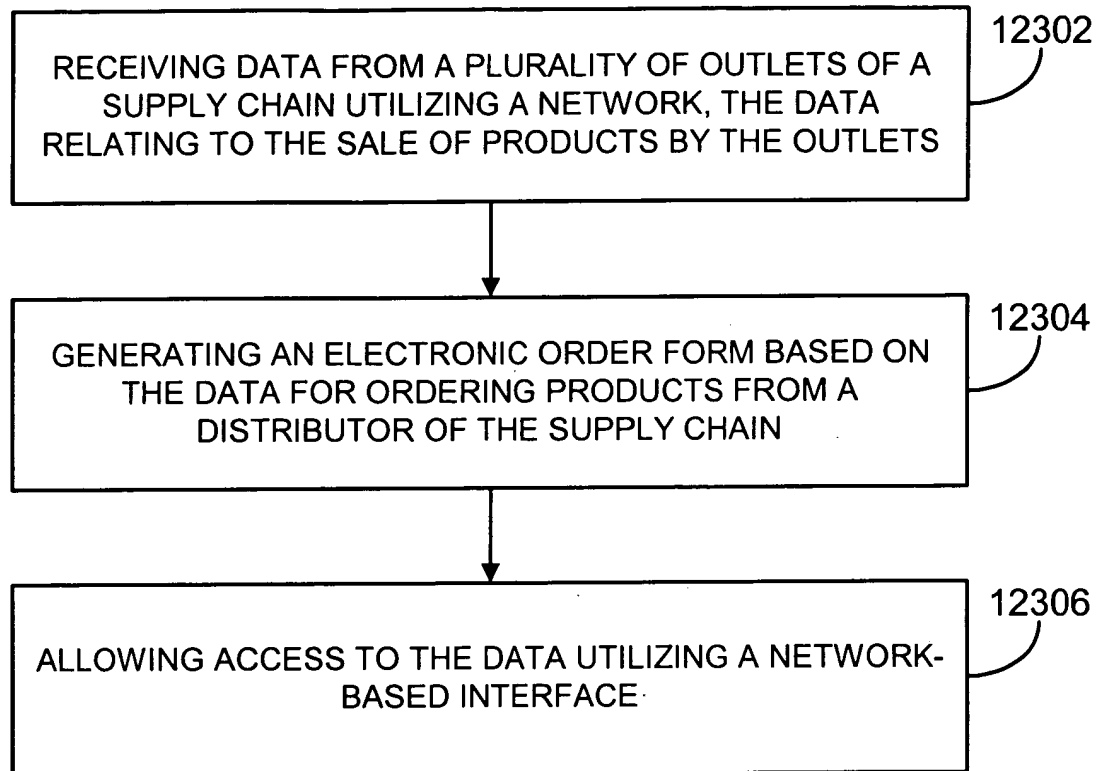 12302
RECEIVING DATA FROM A PLURALITY OF OUTLETS OF A
SUPPLY CHAIN UTILIZING A NETWORK, THE DATA
RELATING TO THE SALE OF PRODUCTS BY THE OUTLETS
12304
GENERATING AN ELECTRONIC ORDER FORM BASED ON
THE DATA FOR ORDERING PRODUCTS FROM A
DISTRIBUTOR OF THE SUPPLY CHAIN
12306
ALLOWING ACCESS TO THE DATA UTILIZING A NETWORK-
BASED INTERFACE